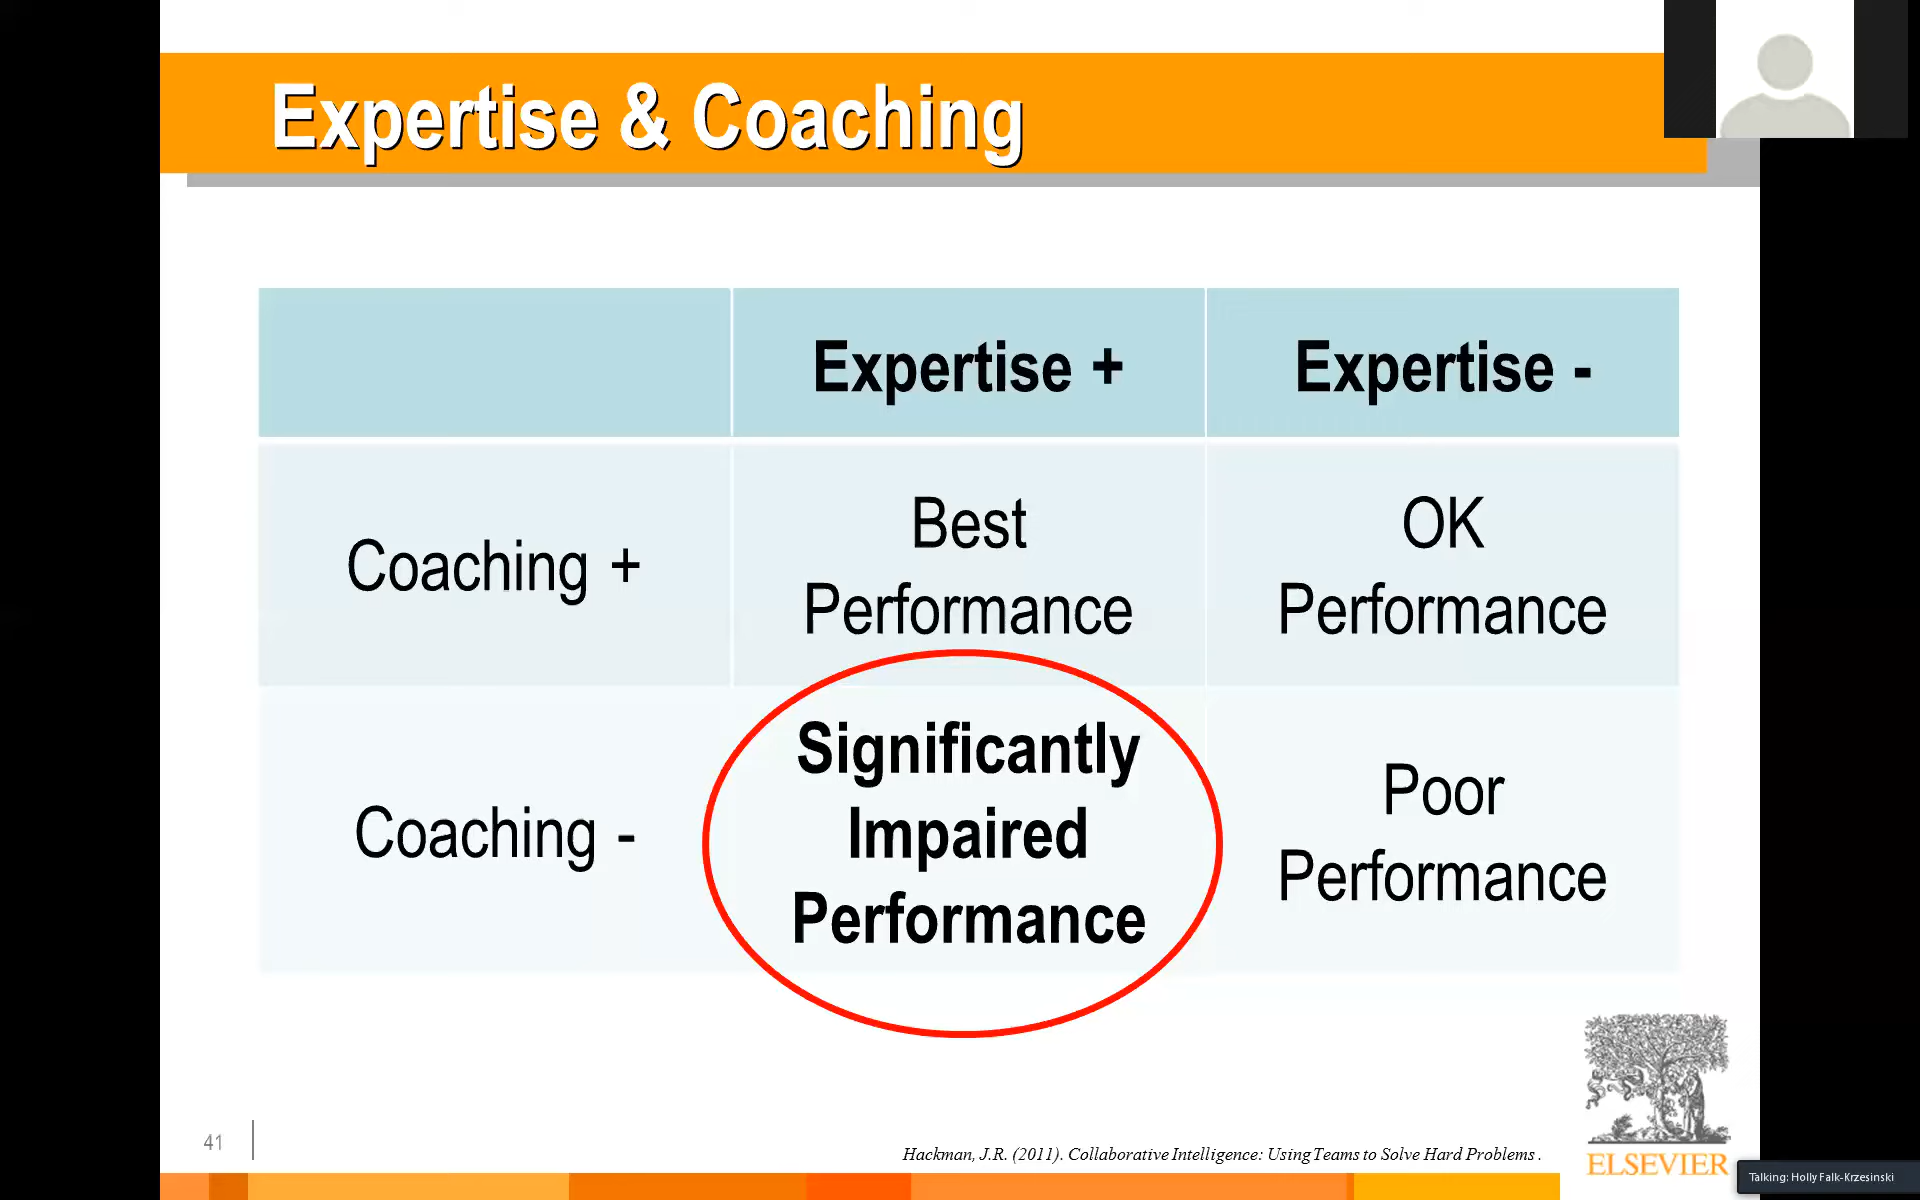 Expertise & Coaching
Expertise +
Expertise -
Coaching +
Best
Performance
OK
Performance
Coaching -
Significantly
Impaired
Performance
Poor
Performance
41
Hackman, J.R. (2011). Collaborative Intelligence: Using Teams to Solve Hard Problems .
ELSEVIER
Talking: Holly Falk-Krzesinski